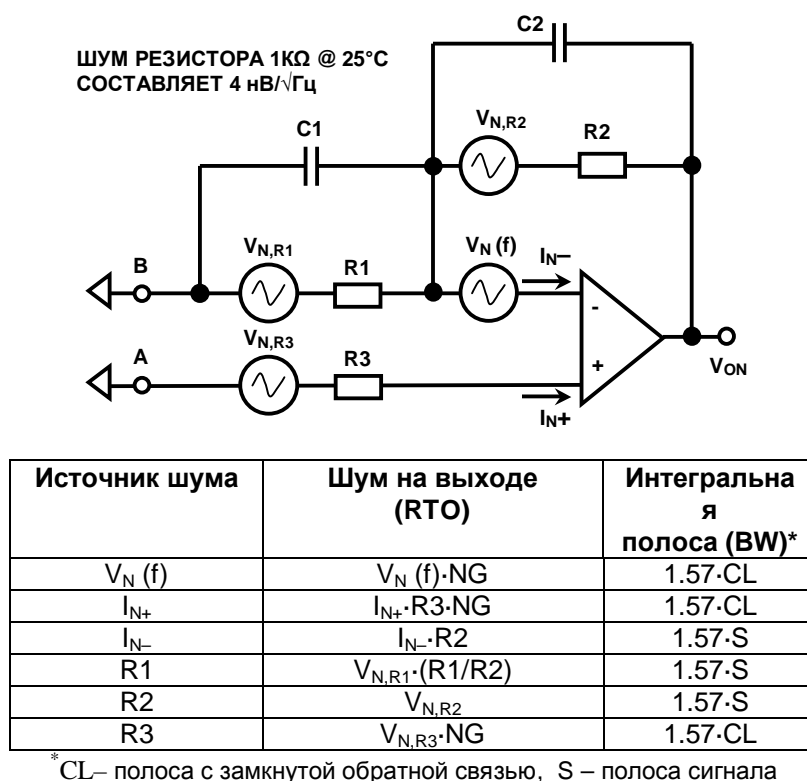 ШУМ РЕЗИСТОРА 1КΩ @ 25°C
СОСТАВЛЯЕТ 4 нВ/√Гц
C2
C1
V_N,R2
R2
B
V_N,R1
R1
V_N (f)
I_N–
-
A
V_N,R3
R3
+
V_ON
I_N+
Источник шума | Шум на выходе (RTO) | Интегральна я полоса (BW)*
V_N (f) | V_N (f)·NG | 1.57·CL
I_N+ | I_N+·R3·NG | 1.57·CL
I_N– | I_N–·R2 | 1.57·S
R1 | V_N,R1·(R1/R2) | 1.57·S
R2 | V_N,R2 | 1.57·S
R3 | V_N,R3·NG | 1.57·CL
*CL– полоса с замкнутой обратной связью, S – полоса сигнала